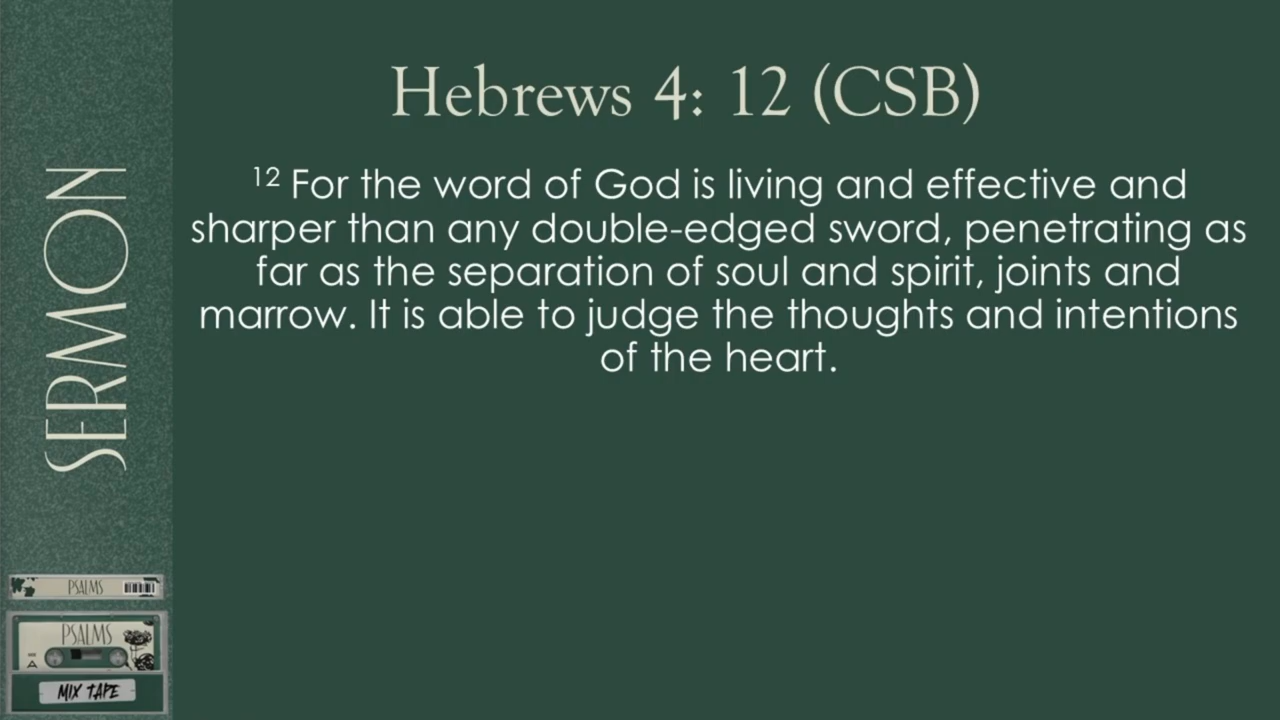 SERMON
Hebrews 4: 12 (CSB)
12 For the word of God is living and effective and
sharper than any double-edged sword, penetrating as
far as the separation of soul and spirit, joints and
marrow. It is able to judge the thoughts and intentions
of the heart.
PSALMS
PSALMS
A
MIX TAPE